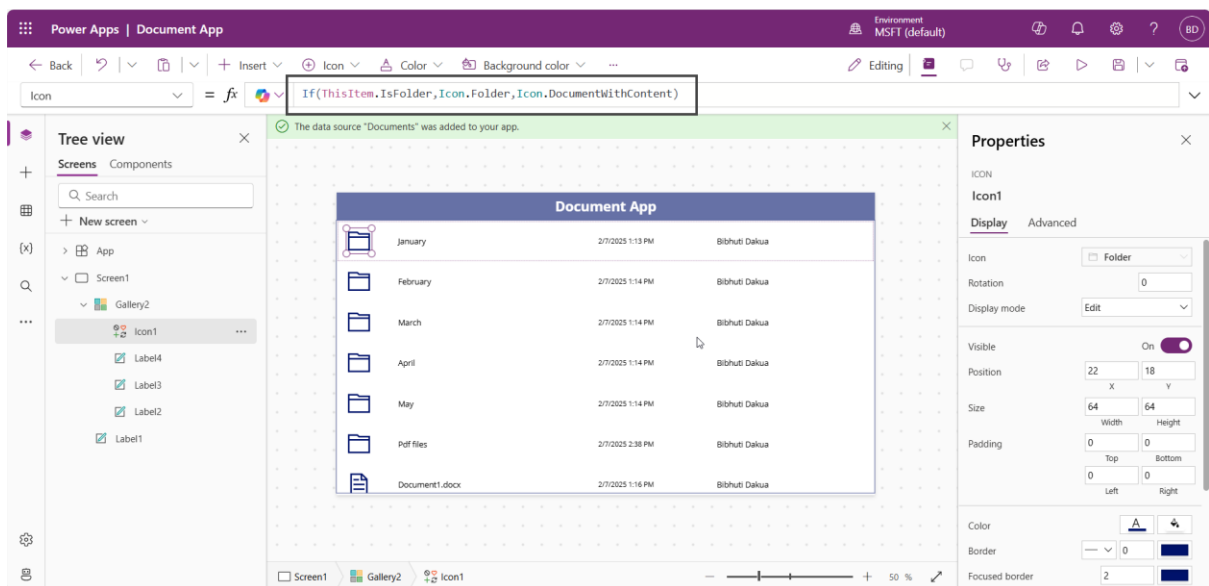 Power Apps | Document App
Environment
MSFT (default)
BD
Back
Insert
Icon
Color
Background color
Editing
Icon
= fx
If(ThisItem.IsFolder,Icon.Folder,Icon.DocumentWithContent)
The data source "Documents" was added to your app.
Tree view
Screens Components
Search
New screen
App
Screen1
Gallery2
Icon1
Label4
Label3
Label2
Label1
Document App
January 2/7/2025 1:13 PM Bibhuti Dakua
February 2/7/2025 1:14 PM Bibhuti Dakua
March 2/7/2025 1:14 PM Bibhuti Dakua
April 2/7/2025 1:14 PM Bibhuti Dakua
May 2/7/2025 1:14 PM Bibhuti Dakua
Pdf files 2/7/2025 2:38 PM Bibhuti Dakua
Document1.docx 2/7/2025 1:16 PM Bibhuti Dakua
Screen1 Gallery2 Icon1
50 %
Properties
ICON
Icon1
Display Advanced
Icon Folder
Rotation 0
Display mode Edit
Visible On
Position 22 18
X Y
Size 64 64
Width Height
Padding 0 0
Top Bottom
0 0
Left Right
Color A
Border 0
Focused border 2